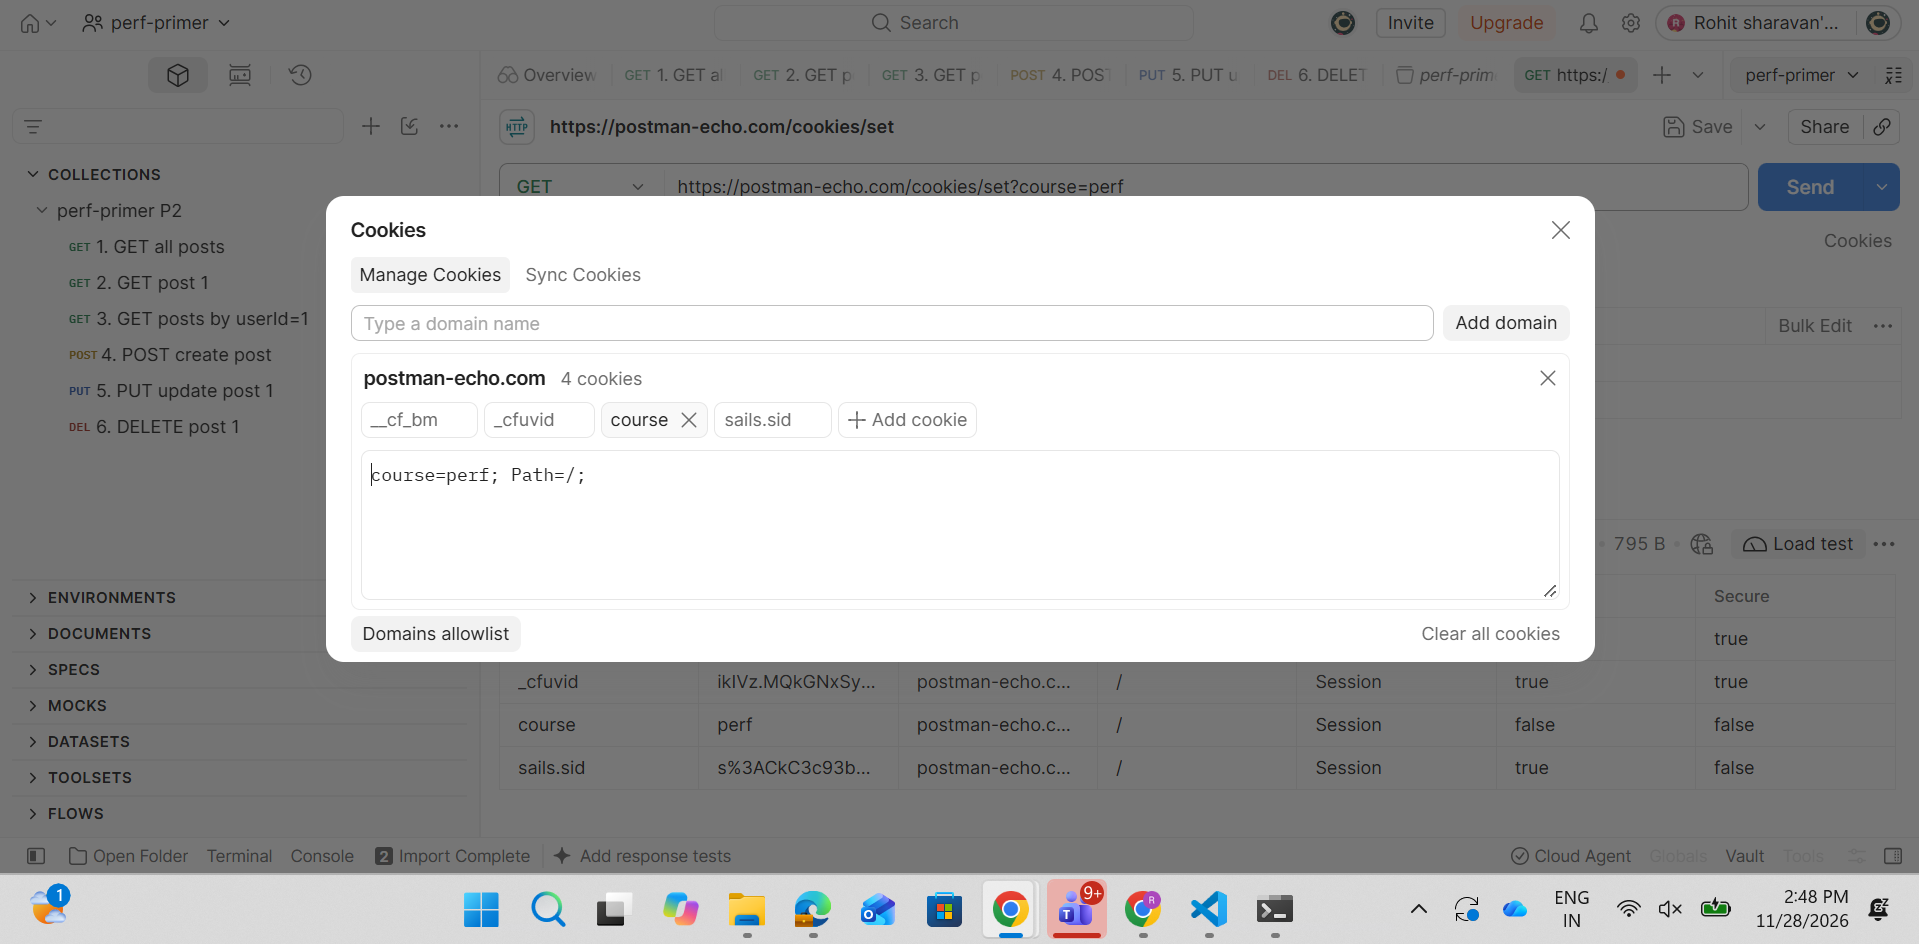 perf-primer
Search
Invite
Upgrade
R
Rohit sharavan'...
Overview
GET 1. GET al
GET 2. GET p
GET 3. GET p
POST 4. POST
PUT 5. PUT u
DEL 6. DELET
perf-prim
GET https:/
perf-primer
HTTP
https://postman-echo.com/cookies/set
Save
Share
COLLECTIONS
GET
https://postman-echo.com/cookies/set?course=perf
Send
perf-primer P2
Cookies
GET 1. GET all posts
GET 2. GET post 1
GET 3. GET posts by userId=1
Bulk Edit
POST 4. POST create post
PUT 5. PUT update post 1
DEL 6. DELETE post 1
Cookies
Manage Cookies
Sync Cookies
Type a domain name
Add domain
postman-echo.com
4 cookies
__cf_bm
_cfuvid
course
sails.sid
Add cookie
course=perf; Path=/;
Domains allowlist
Clear all cookies
795 B
Load test
Secure
true
_cfuvid ikIVz.MQkGNxSy... postman-echo.c... / Session true true
course perf postman-echo.c... / Session false false
sails.sid s%3ACkC3c93b... postman-echo.c... / Session true false
ENVIRONMENTS
DOCUMENTS
SPECS
MOCKS
DATASETS
TOOLSETS
FLOWS
Open Folder
Terminal
Console
2 Import Complete
Add response tests
Cloud Agent
Globals
Vault
Tools
1
9+
T
R
ENG
IN
2:48 PM
11/28/2026